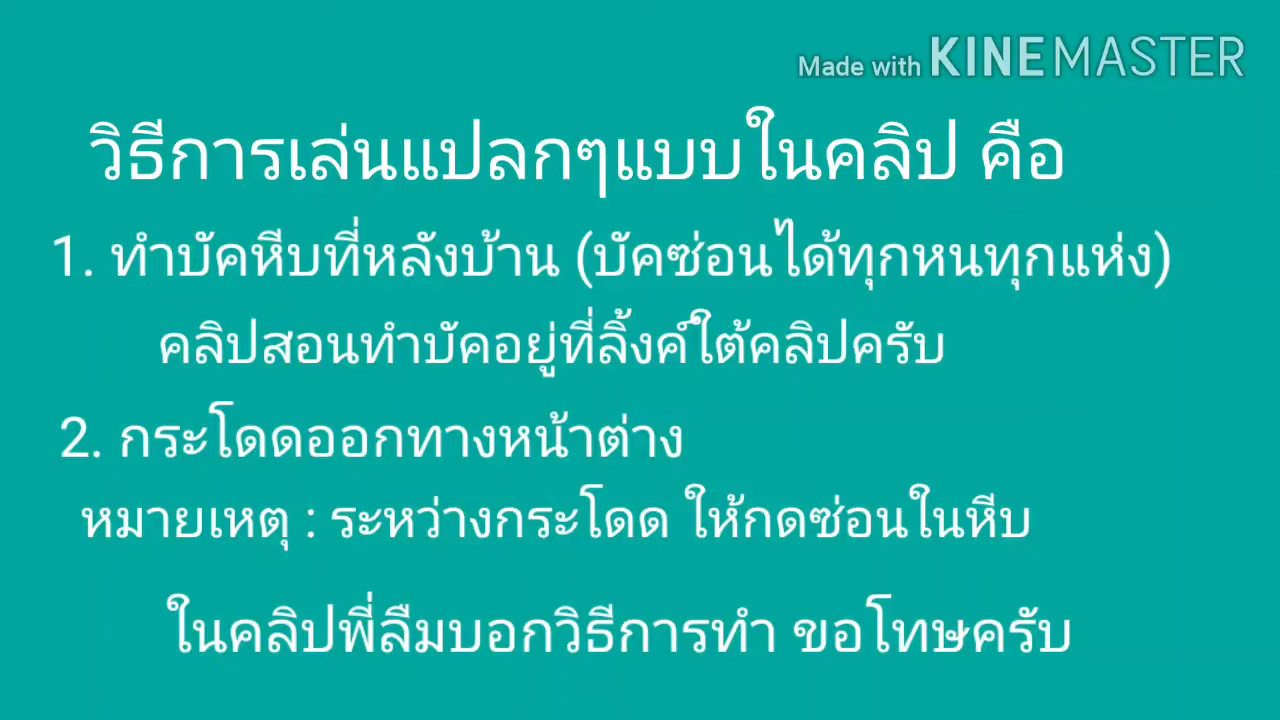 Made with KINEMASTER
วิธีการเล่นแปลกๆแบบในคลิป คือ
1. ทำบัคหีบที่หลังบ้าน (บัคซ่อนได้ทุกหนทุกแห่ง)
คลิปสอนทำบัคอยู่ที่ลิ้งค์ใต้คลิปครับ
2. กระโดดออกทางหน้าต่าง
หมายเหตุ : ระหว่างกระโดด ให้กดซ่อนในหีบ
ในคลิปพี่ลืมบอกวิธีการทำ ขอโทษครับ